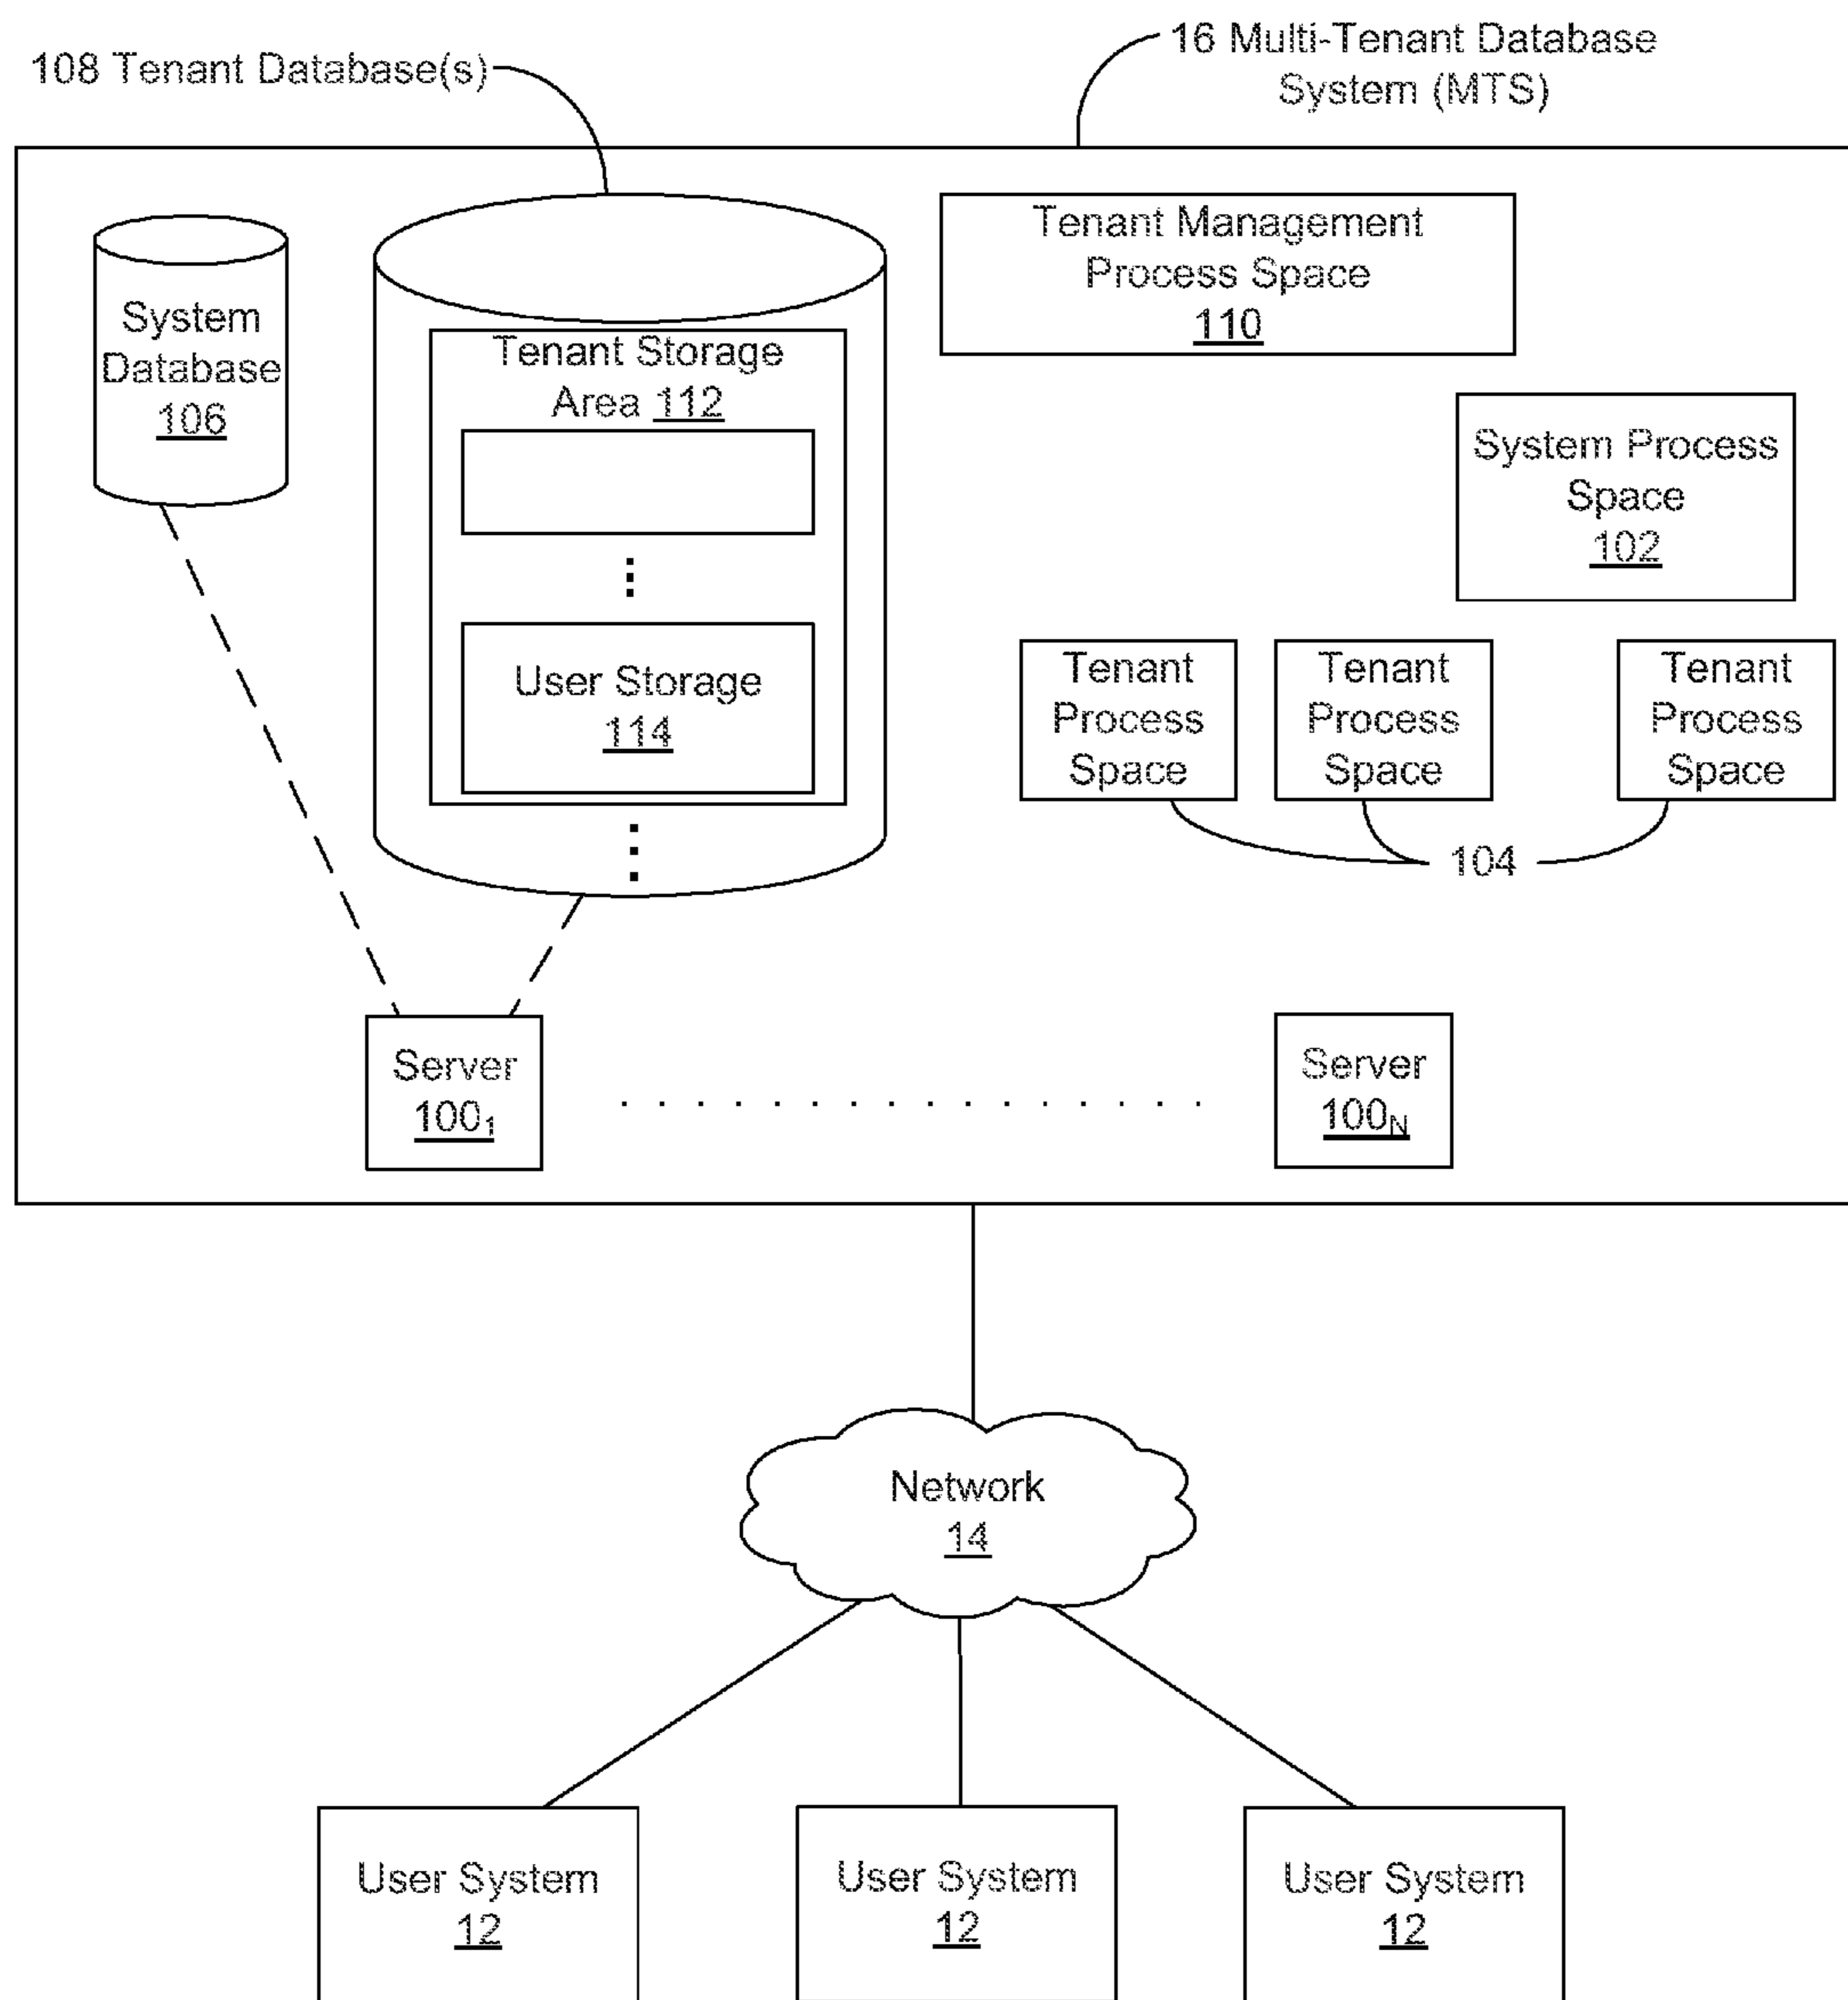 16 Multi-Tenant Database
System (MTS)
108 Tenant Database(s)
Tenant Management
Process Space
110
System
Database
106
Tenant Storage
Area 112
System Process
Space
102
User Storage
114
Tenant
Process
Space
Tenant
Process
Space
Tenant
Process
Space
104
Server
100₁
Server
100_N
Network
14
User System
12
User System
12
User System
12